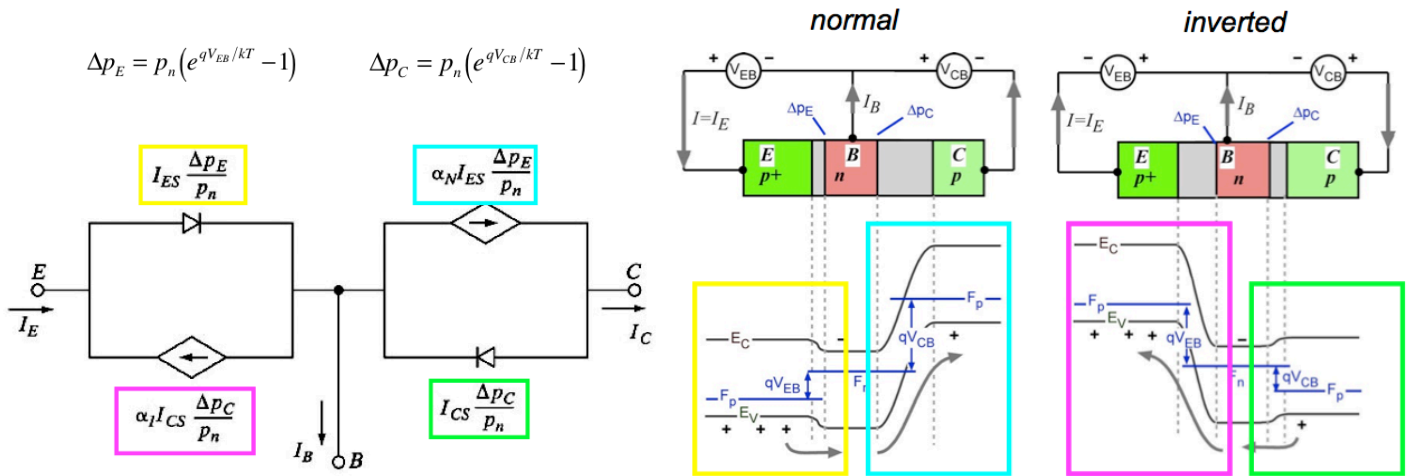 Δp_E = p_n(e^{qV_EB/kT} −1)
Δp_C = p_n(e^{qV_CB/kT} −1)
I_ES Δp_E/p_n
α_N I_ES Δp_E/p_n
E
I_E
C
I_C
α_I I_CS Δp_C/p_n
I_CS Δp_C/p_n
I_B
B
normal
+ V_EB −
+ V_CB −
I=I_E
Δp_E
I_B
Δp_C
E
p+
B
n
C
p
E_C
−
F_p
qV_CB
+
qV_EB
F_n
F_p
E_V
+ + +
inverted
− V_EB +
− V_CB +
I=I_E
Δp_E
I_B
Δp_C
E
p+
B
n
C
p
E_C
F_p
E_V
+ + +
qV_EB
−
F_n
qV_CB
F_p
+